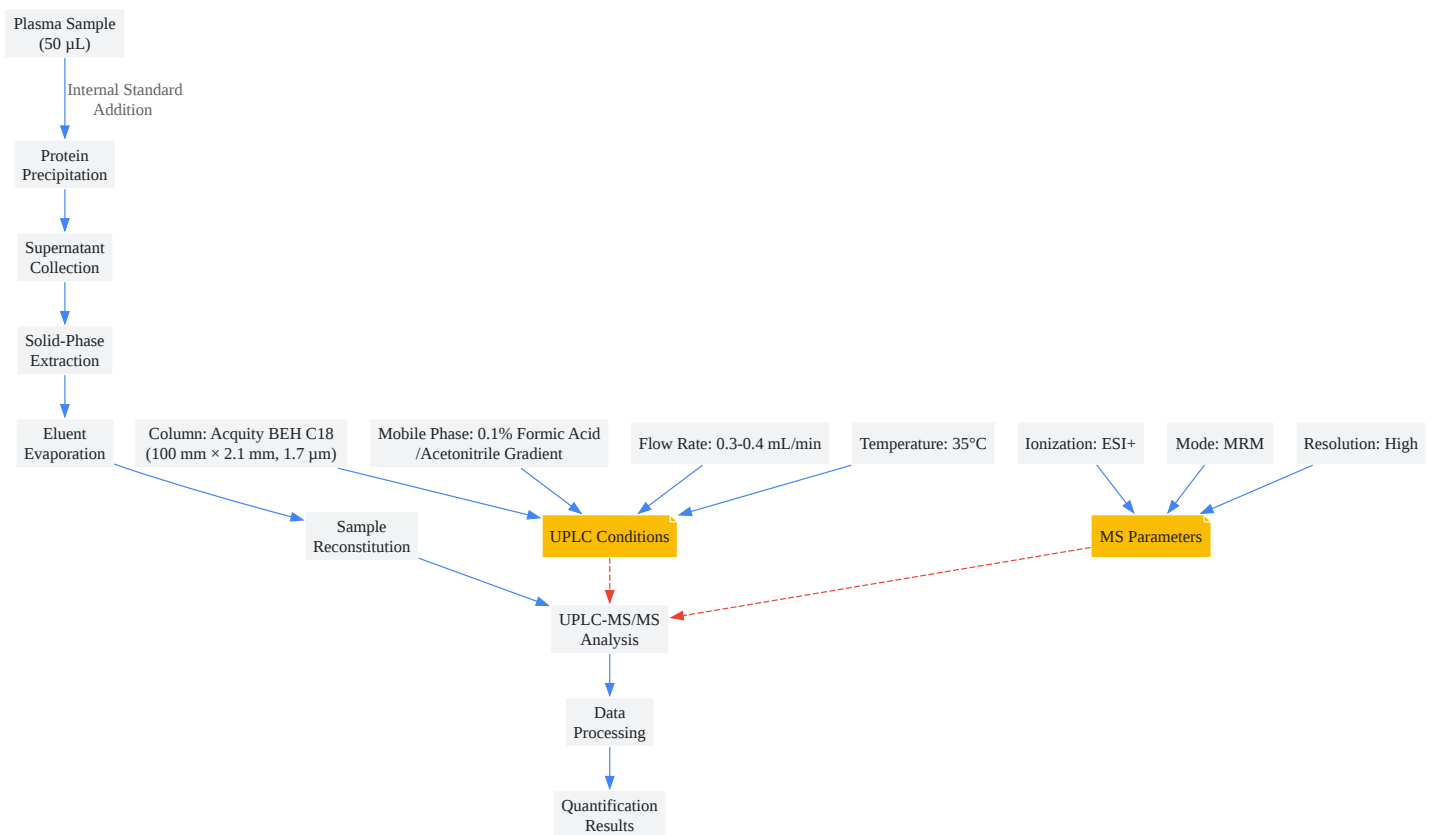 Plasma Sample
(50 µL)
Internal Standard
Addition
Protein
Precipitation
Supernatant
Collection
Solid-Phase
Extraction
Eluent
Evaporation
Column: Acquity BEH C18
(100 mm × 2.1 mm, 1.7 µm)
Mobile Phase: 0.1% Formic Acid
/Acetonitrile Gradient
Flow Rate: 0.3-0.4 mL/min
Temperature: 35°C
Ionization: ESI+
Mode: MRM
Resolution: High
Sample
Reconstitution
UPLC Conditions
MS Parameters
UPLC-MS/MS
Analysis
Data
Processing
Quantification
Results